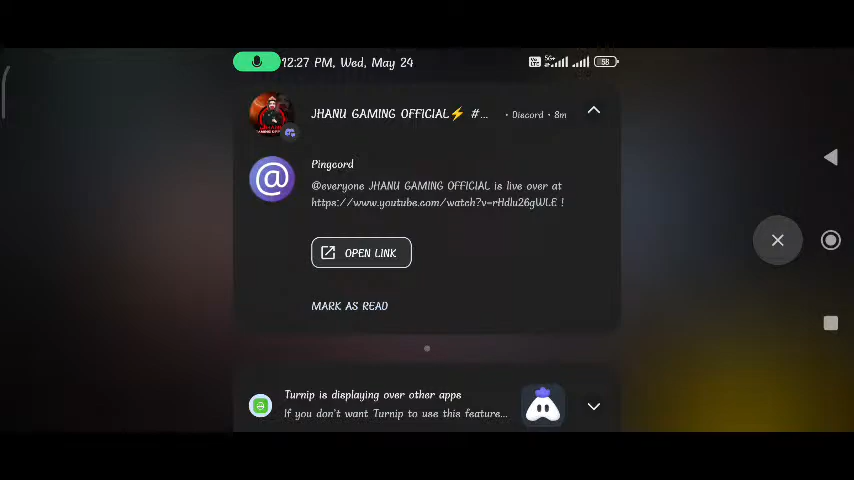 12:27 PM, Wed, May 24
5G+
58
JHANU GAMING OFFICIAL⚡ #... • Discord • 8m
Pingcord
@everyone JHANU GAMING OFFICIAL is live over at
https://www.youtube.com/watch?v=rHdlu26gWLE !
OPEN LINK
MARK AS READ
Turnip is displaying over other apps
If you don't want Turnip to use this feature...